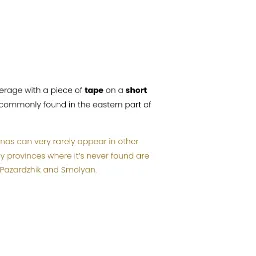 erage with a piece of tape on a short
commonly found in the eastern part of
mas can very rarely appear in other
y provinces where it's never found are
Pazardzhik and Smolyan.